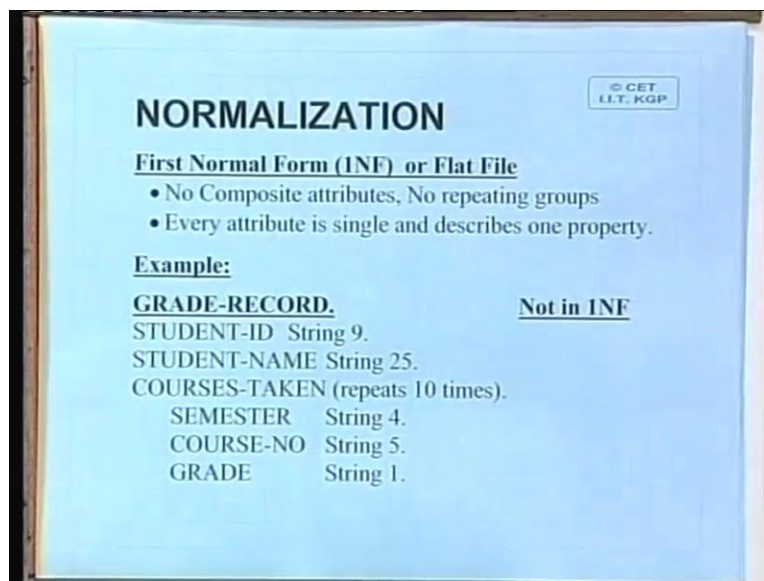 © CET
I.I.T. KGP
NORMALIZATION
First Normal Form (1NF) or Flat File
• No Composite attributes, No repeating groups
• Every attribute is single and describes one property.
Example:
GRADE-RECORD. Not in 1NF
STUDENT-ID String 9.
STUDENT-NAME String 25.
COURSES-TAKEN (repeats 10 times).
SEMESTER String 4.
COURSE-NO String 5.
GRADE String 1.